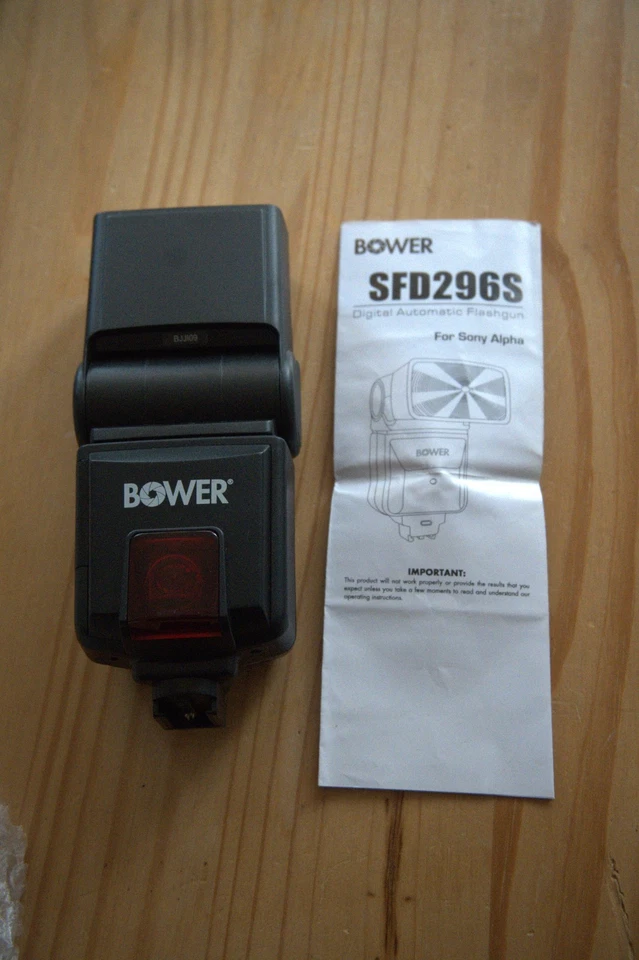 BOWER
SFD296S
Digital Automatic Flashgun
For Sony Alpha
BOWER
IMPORTANT:
This product will not work properly or provide the results that you
expect unless you take a few moments to read and understand our
operating instructions.
BOWER®